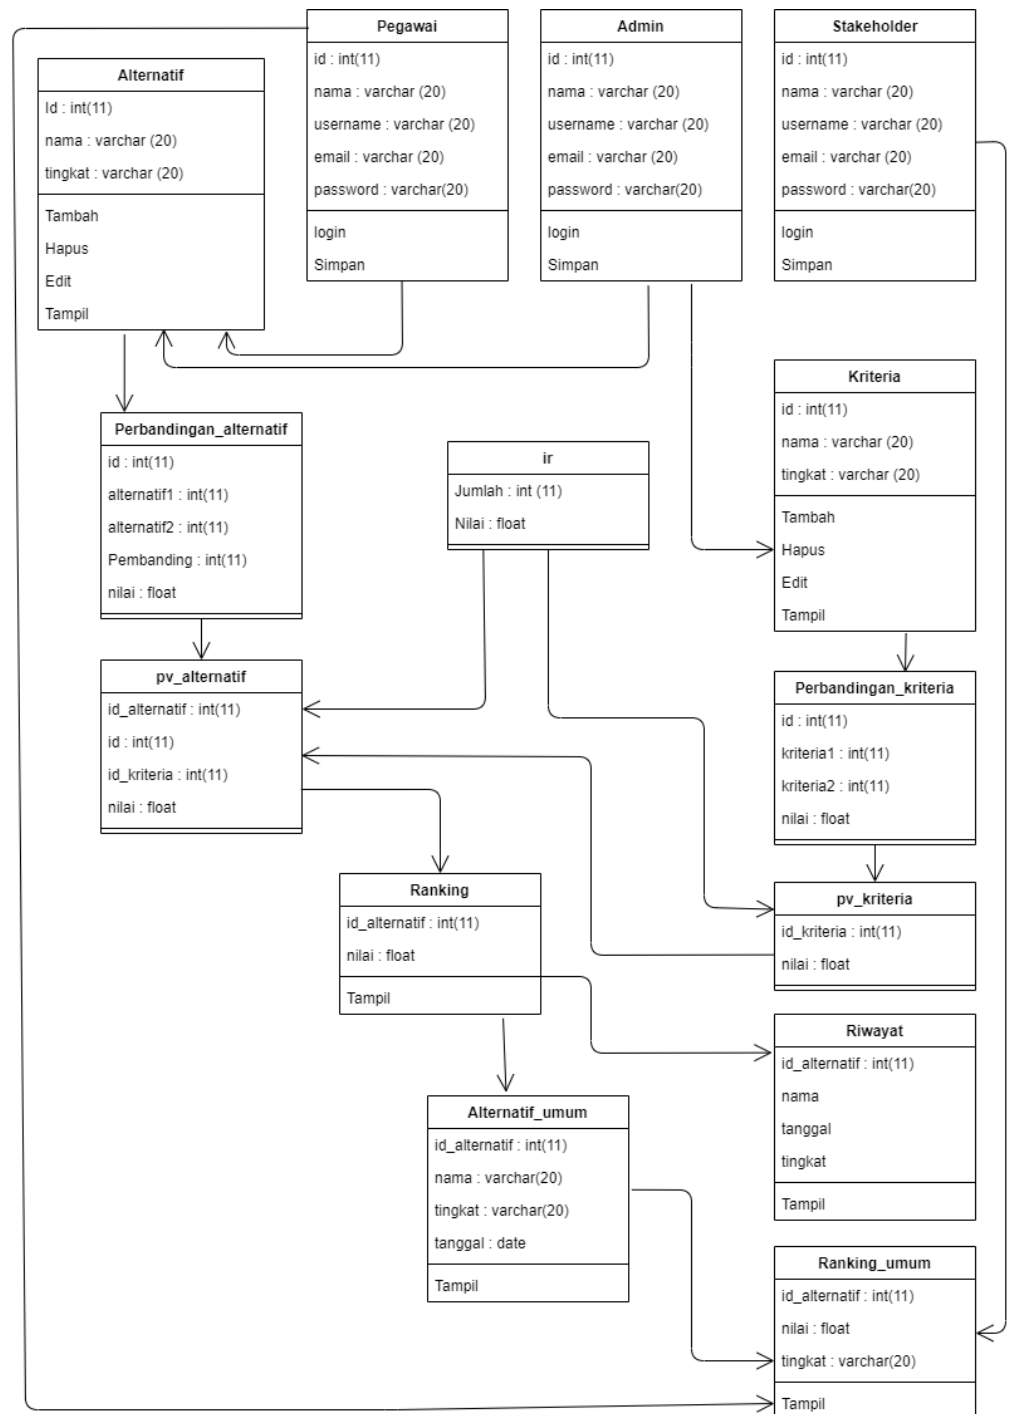 Pegawai
id : int(11)
nama : varchar (20)
username : varchar (20)
email : varchar (20)
password : varchar(20)
login
Simpan
Admin
id : int(11)
nama : varchar (20)
username : varchar (20)
email : varchar (20)
password : varchar(20)
login
Simpan
Stakeholder
id : int(11)
nama : varchar (20)
username : varchar (20)
email : varchar (20)
password : varchar(20)
login
Simpan
Alternatif
Id : int(11)
nama : varchar (20)
tingkat : varchar (20)
Tambah
Hapus
Edit
Tampil
Kriteria
id : int(11)
nama : varchar (20)
tingkat : varchar (20)
Tambah
Hapus
Edit
Tampil
Perbandingan_alternatif
id : int(11)
alternatif1 : int(11)
alternatif2 : int(11)
Pembanding : int(11)
nilai : float
ir
Jumlah : int (11)
Nilai : float
pv_alternatif
id_alternatif : int(11)
id : int(11)
id_kriteria : int(11)
nilai : float
Perbandingan_kriteria
id : int(11)
kriteria1 : int(11)
kriteria2 : int(11)
nilai : float
Ranking
id_alternatif : int(11)
nilai : float
Tampil
pv_kriteria
id_kriteria : int(11)
nilai : float
Riwayat
id_alternatif : int(11)
nama
tanggal
tingkat
Tampil
Alternatif_umum
id_alternatif : int(11)
nama : varchar(20)
tingkat : varchar(20)
tanggal : date
Tampil
Ranking_umum
id_alternatif : int(11)
nilai : float
tingkat : varchar(20)
Tampil